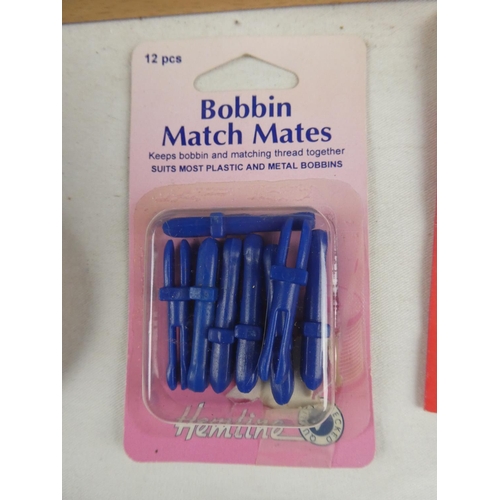 12 pcs
Bobbin
Match Mates
Keeps bobbin and matching thread together
SUITS MOST PLASTIC AND METAL BOBBINS
Hemline